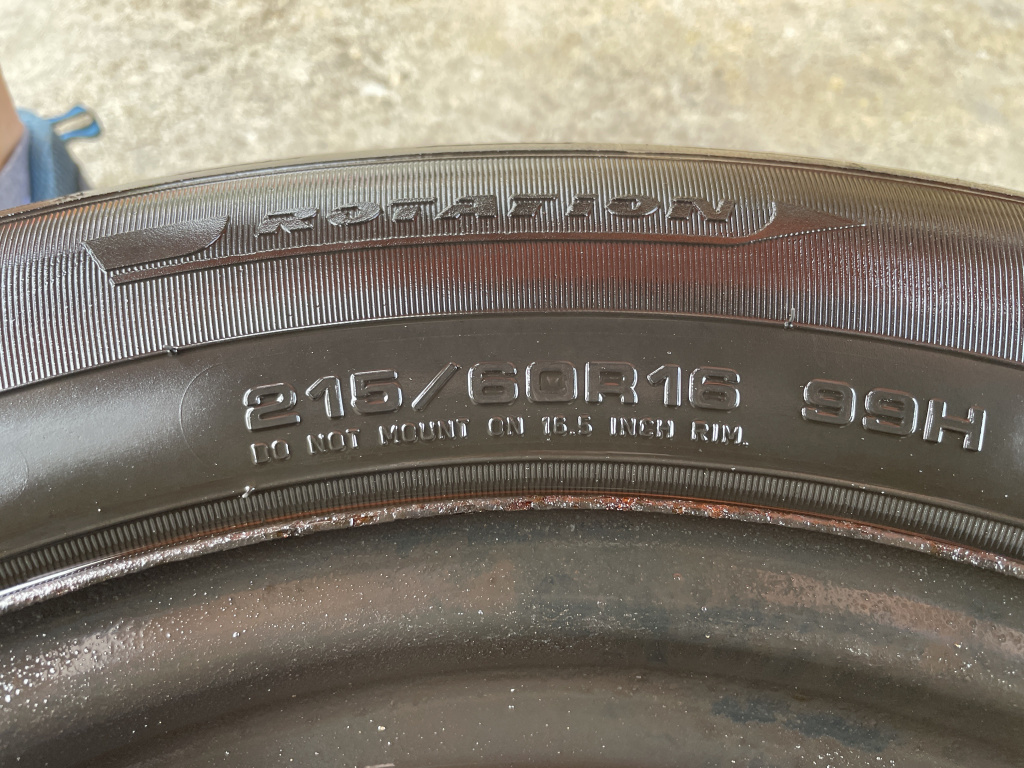 ROTATION
215/60R16 99H
DO NOT MOUNT ON 16.5 INCH RIM.